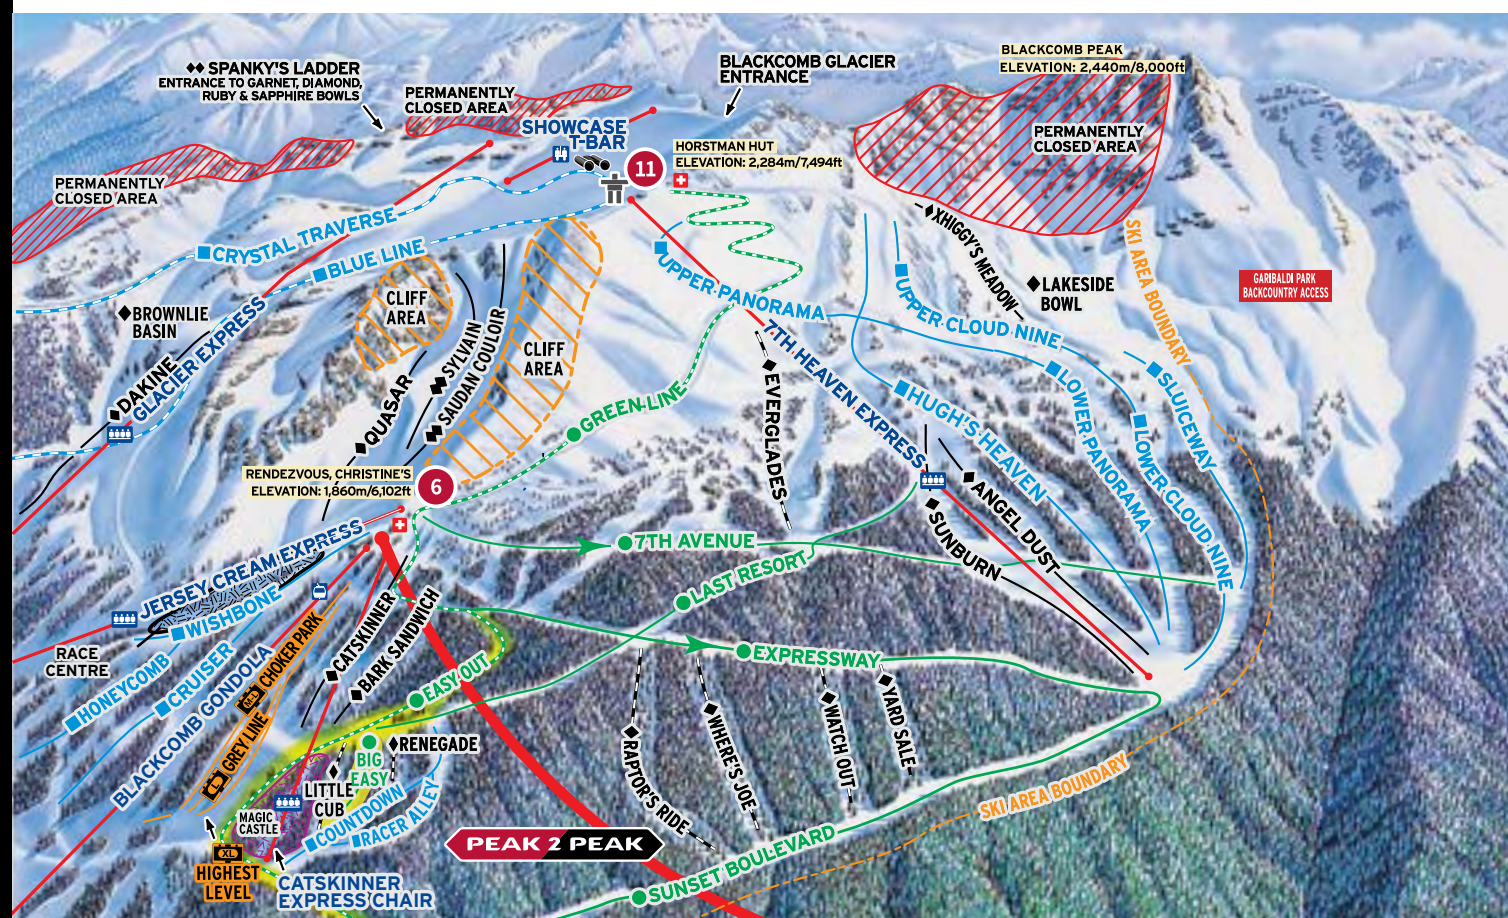 BLACKCOMB PEAK
ELEVATION: 2,440m/8,000ft
SPANKY'S LADDER
ENTRANCE TO GARNET, DIAMOND,
RUBY & SAPPHIRE BOWLS
BLACKCOMB GLACIER
ENTRANCE
PERMANENTLY
CLOSED AREA
SHOWCASE
T-BAR
PERMANENTLY
CLOSED AREA
HORSTMAN HUT
ELEVATION: 2,284m/7,494ft
11
PERMANENTLY
CLOSED AREA
CRYSTAL TRAVERSE
BLUE LINE
XHIGGY'S MEADOW
SKI AREA BOUNDARY
LAKESIDE
BOWL
GARIBALDI PARK
BACKCOUNTRY ACCESS
UPPER PANORAMA
UPPER CLOUD NINE
BROWNLIE
BASIN
CLIFF
AREA
CLIFF
AREA
DAKINE
GLACIER EXPRESS
QUASAR
SYLVAIN
SAUDAN COULOIR
GREEN LINE
EVERGLADES
7TH HEAVEN EXPRESS
HUGH'S HEAVEN
LOWER PANORAMA
LOWER CLOUD NINE
SLUICEWAY
RENDEZVOUS, CHRISTINE'S
ELEVATION: 1,860m/6,102ft
6
ANGEL DUST
SUNBURN
7TH AVENUE
LAST RESORT
JERSEY CREAM EXPRESS
WISHBONE
RACE
CENTRE
HONEYCOMB
CRUISER
BLACKCOMB GONDOLA
M-L
CHOKER PARK
L
GREY LINE
CATSKINNER
BARK SANDWICH
EASY OUT
EXPRESSWAY
RAPTOR'S RIDE
WHERE'S JOE
WATCH OUT
YARD SALE
BIG
EASY
RENEGADE
LITTLE
CUB
COUNTDOWN
RACER ALLEY
MAGIC
CASTLE
XL
HIGHEST
LEVEL
CATSKINNER
EXPRESS CHAIR
PEAK 2 PEAK
SUNSET BOULEVARD
SKI AREA BOUNDARY